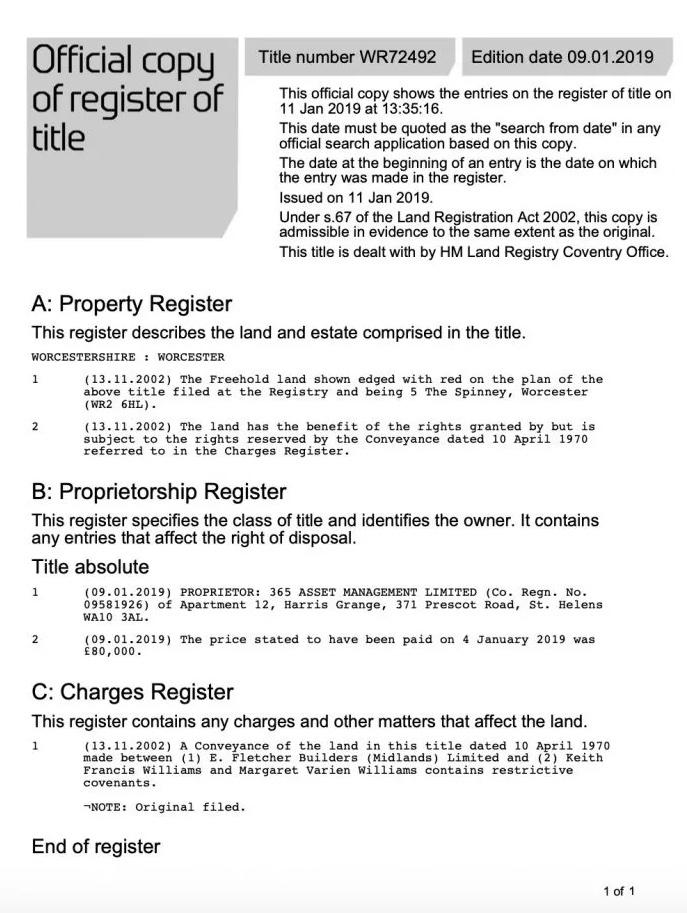 Official copy
of register of
title
Title number WR72492
Edition date 09.01.2019
This official copy shows the entries on the register of title on
11 Jan 2019 at 13:35:16.
This date must be quoted as the "search from date" in any
official search application based on this copy.
The date at the beginning of an entry is the date on which
the entry was made in the register.
Issued on 11 Jan 2019.
Under s.67 of the Land Registration Act 2002, this copy is
admissible in evidence to the same extent as the original.
This title is dealt with by HM Land Registry Coventry Office.
A: Property Register
This register describes the land and estate comprised in the title.
WORCESTERSHIRE : WORCESTER
1 (13.11.2002) The Freehold land shown edged with red on the plan of the
above title filed at the Registry and being 5 The Spinney, Worcester
(WR2 6HL).
2 (13.11.2002) The land has the benefit of the rights granted by but is
subject to the rights reserved by the Conveyance dated 10 April 1970
referred to in the Charges Register.
B: Proprietorship Register
This register specifies the class of title and identifies the owner. It contains
any entries that affect the right of disposal.
Title absolute
1 (09.01.2019) PROPRIETOR: 365 ASSET MANAGEMENT LIMITED (Co. Regn. No.
09581926) of Apartment 12, Harris Grange, 371 Prescot Road, St. Helens
WA10 3AL.
2 (09.01.2019) The price stated to have been paid on 4 January 2019 was
£80,000.
C: Charges Register
This register contains any charges and other matters that affect the land.
1 (13.11.2002) A Conveyance of the land in this title dated 10 April 1970
made between (1) E. Fletcher Builders (Midlands) Limited and (2) Keith
Francis Williams and Margaret Varien Williams contains restrictive
covenants.
¬NOTE: Original filed.
End of register
1 of 1